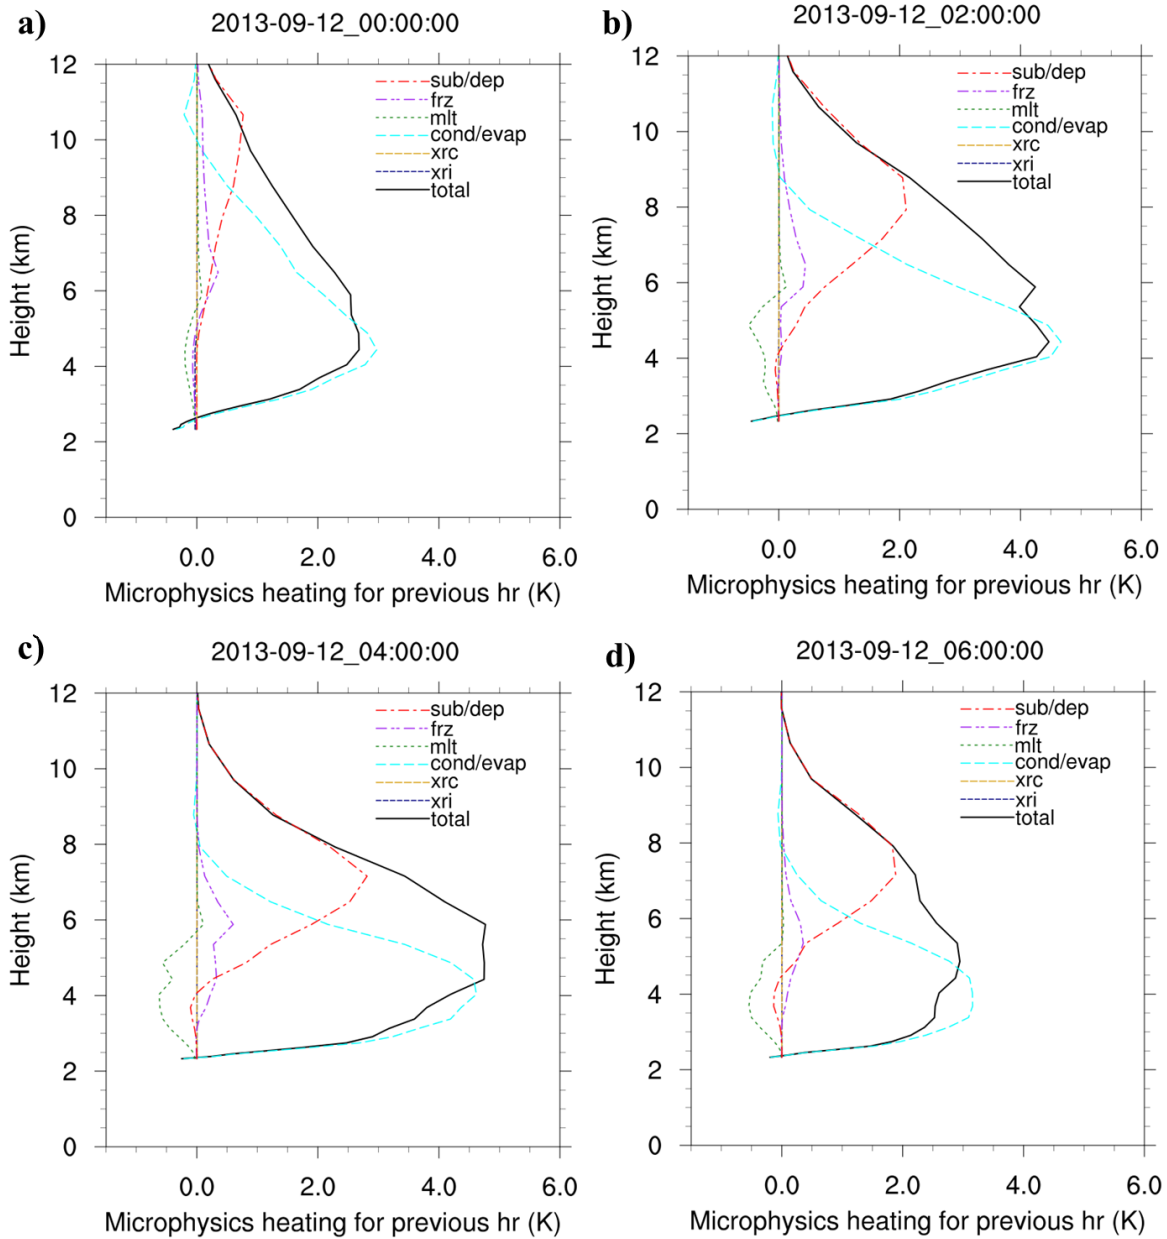 a)
2013-09-12_00:00:00
12
10
8
6
4
2
0
Height (km)
sub/dep
frz
mlt
cond/evap
xrc
xri
total
0.0 2.0 4.0 6.0
Microphysics heating for previous hr (K)
b)
2013-09-12_02:00:00
12
10
8
6
4
2
0
Height (km)
sub/dep
frz
mlt
cond/evap
xrc
xri
total
0.0 2.0 4.0 6.0
Microphysics heating for previous hr (K)
c)
2013-09-12_04:00:00
12
10
8
6
4
2
0
Height (km)
sub/dep
frz
mlt
cond/evap
xrc
xri
total
0.0 2.0 4.0 6.0
Microphysics heating for previous hr (K)
d)
2013-09-12_06:00:00
12
10
8
6
4
2
0
Height (km)
sub/dep
frz
mlt
cond/evap
xrc
xri
total
0.0 2.0 4.0 6.0
Microphysics heating for previous hr (K)